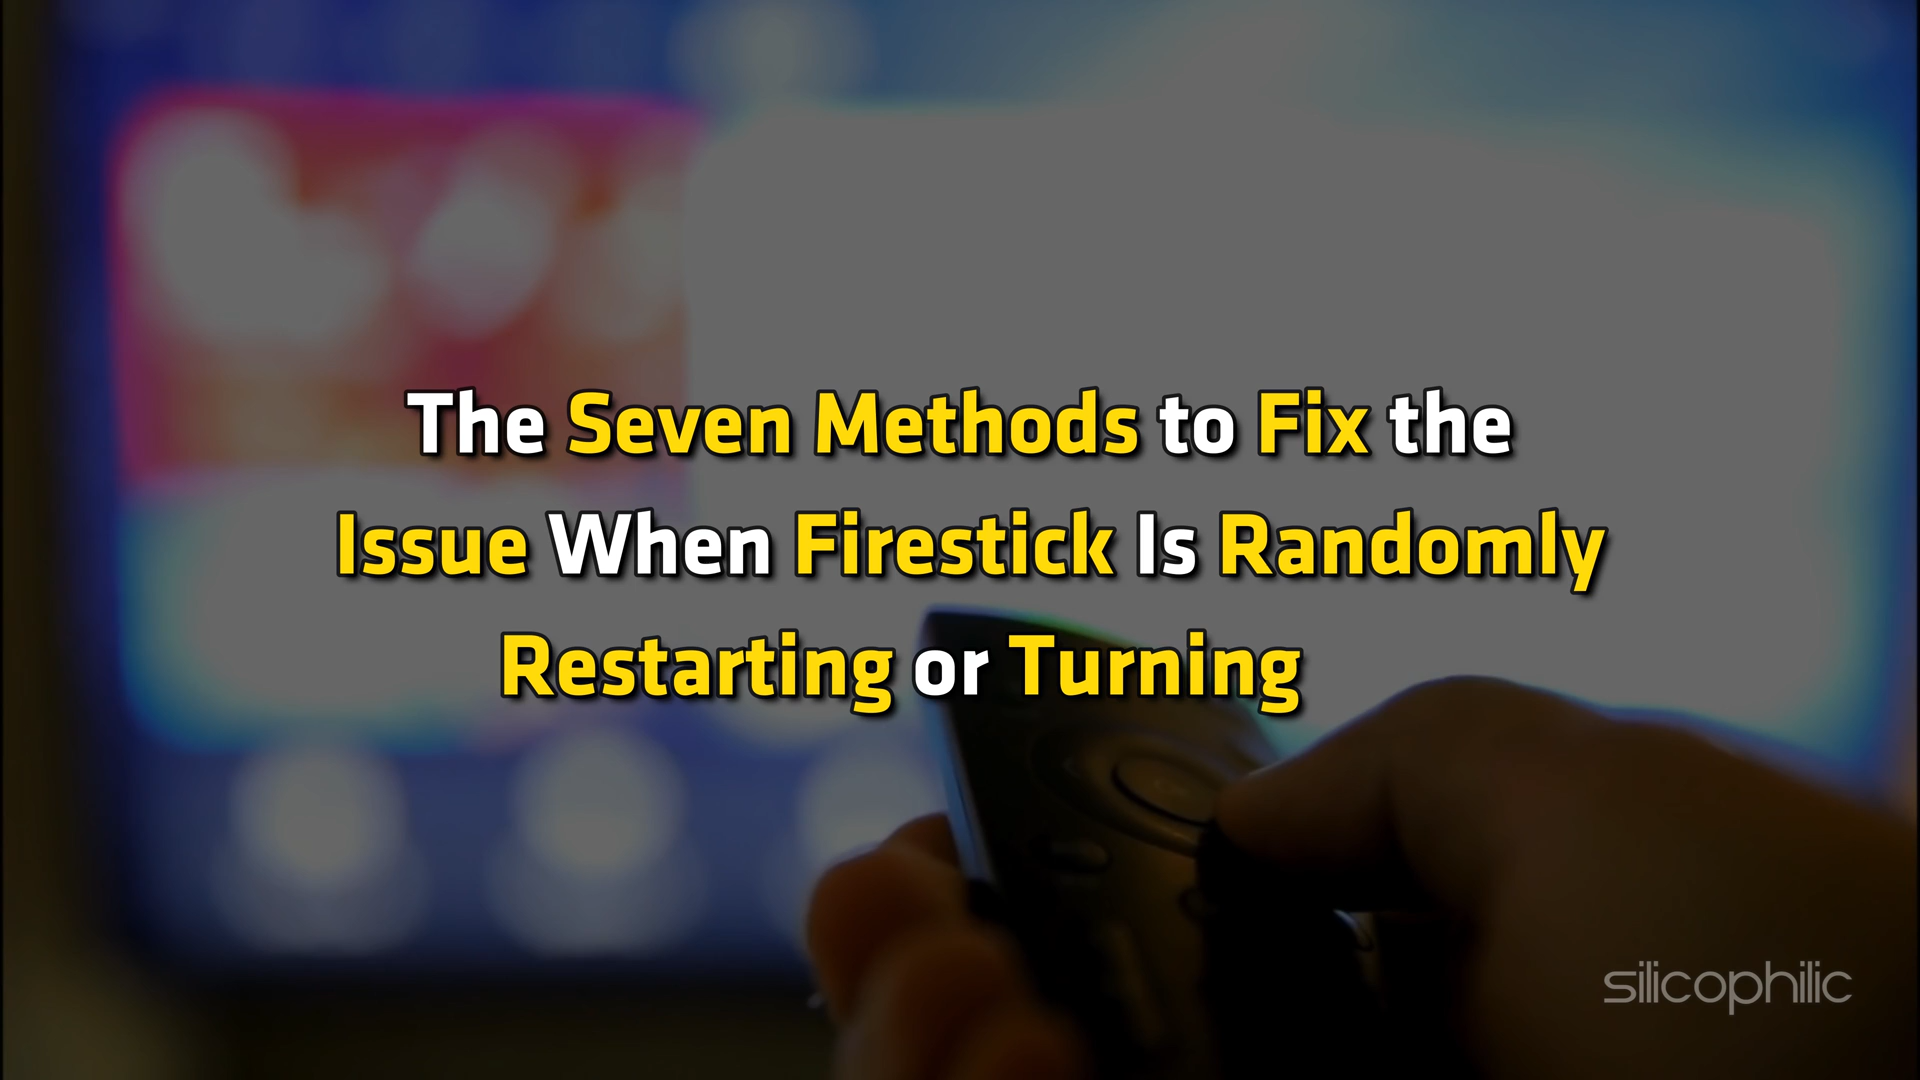 The Seven Methods to Fix the
Issue When Firestick Is Randomly
Restarting or Turning
silicophilic